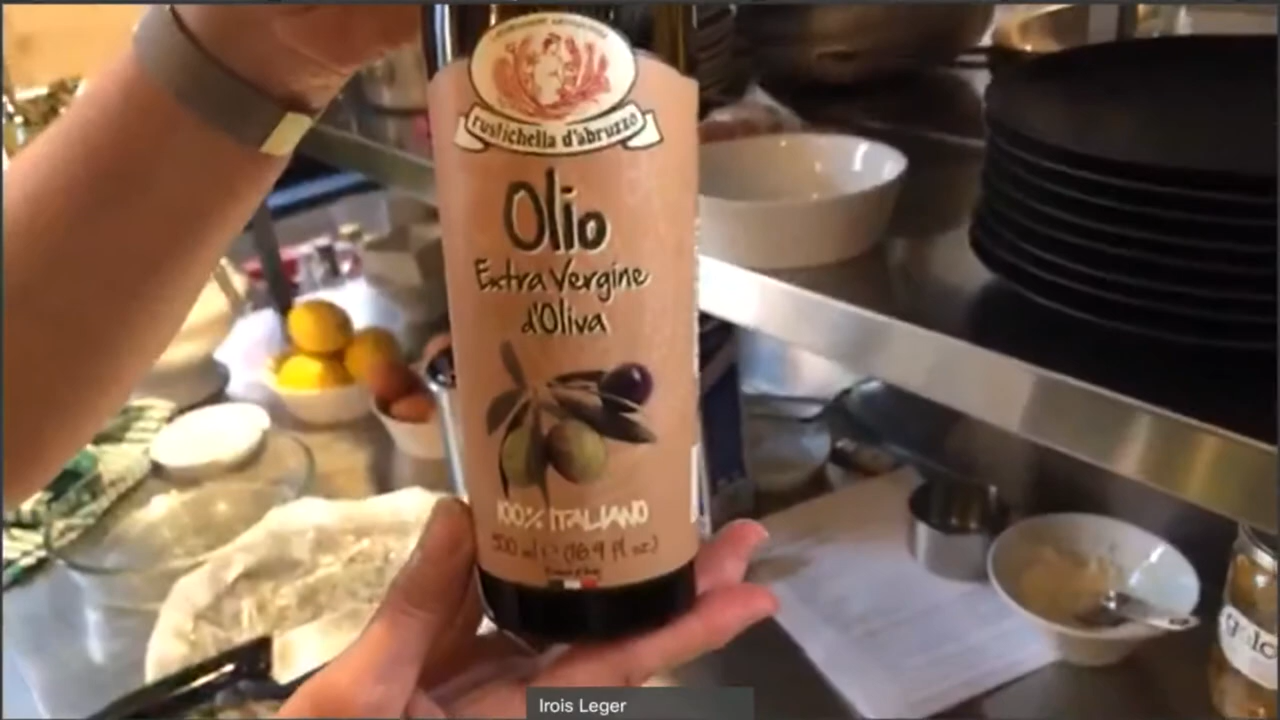 rustichella d'abruzzo
Olio
Extra Vergine
d'Oliva
100% ITALIANO
500 ml e (16.9 fl oz)
Irois Leger